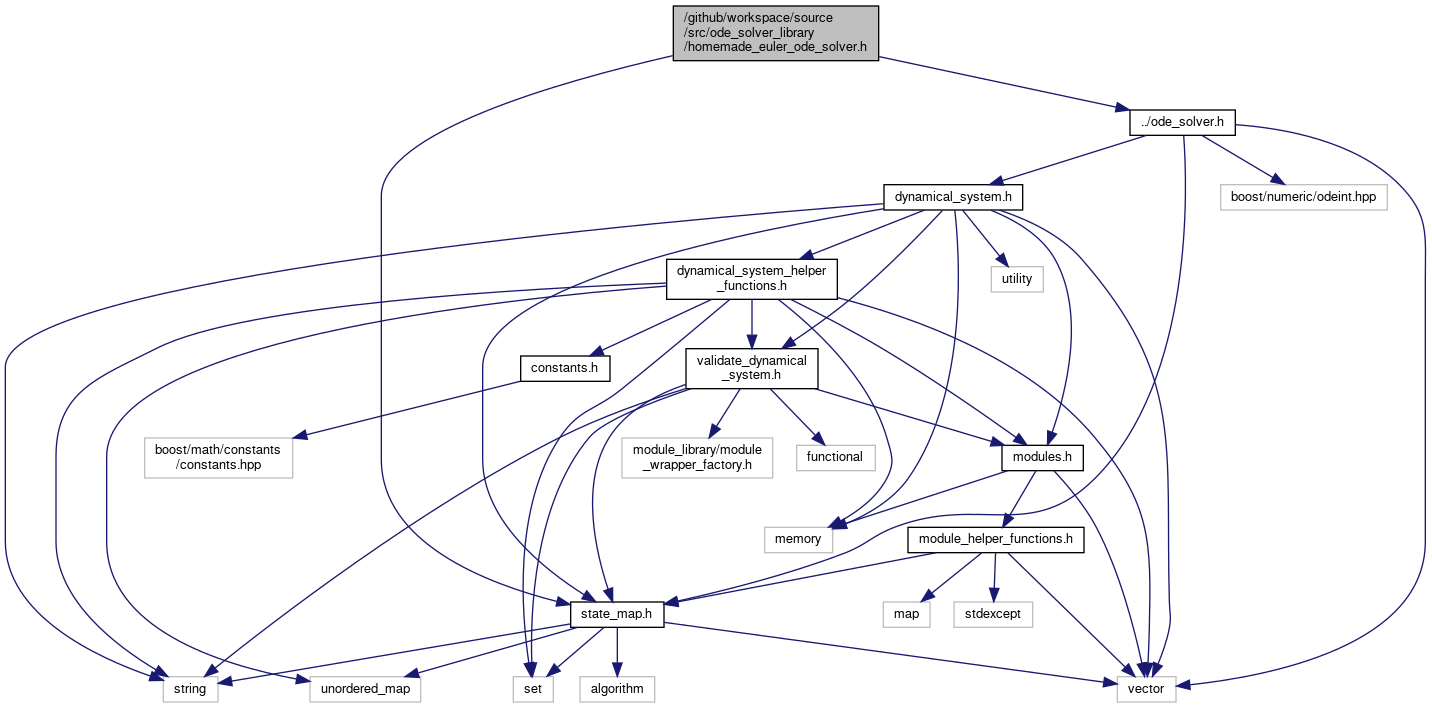 /github/workspace/source
/src/ode_solver_library
/homemade_euler_ode_solver.h
../ode_solver.h
dynamical_system.h
boost/numeric/odeint.hpp
dynamical_system_helper
_functions.h
utility
constants.h
validate_dynamical
_system.h
boost/math/constants
/constants.hpp
module_library/module
_wrapper_factory.h
functional
modules.h
memory
module_helper_functions.h
state_map.h
map
stdexcept
string
unordered_map
set
algorithm
vector